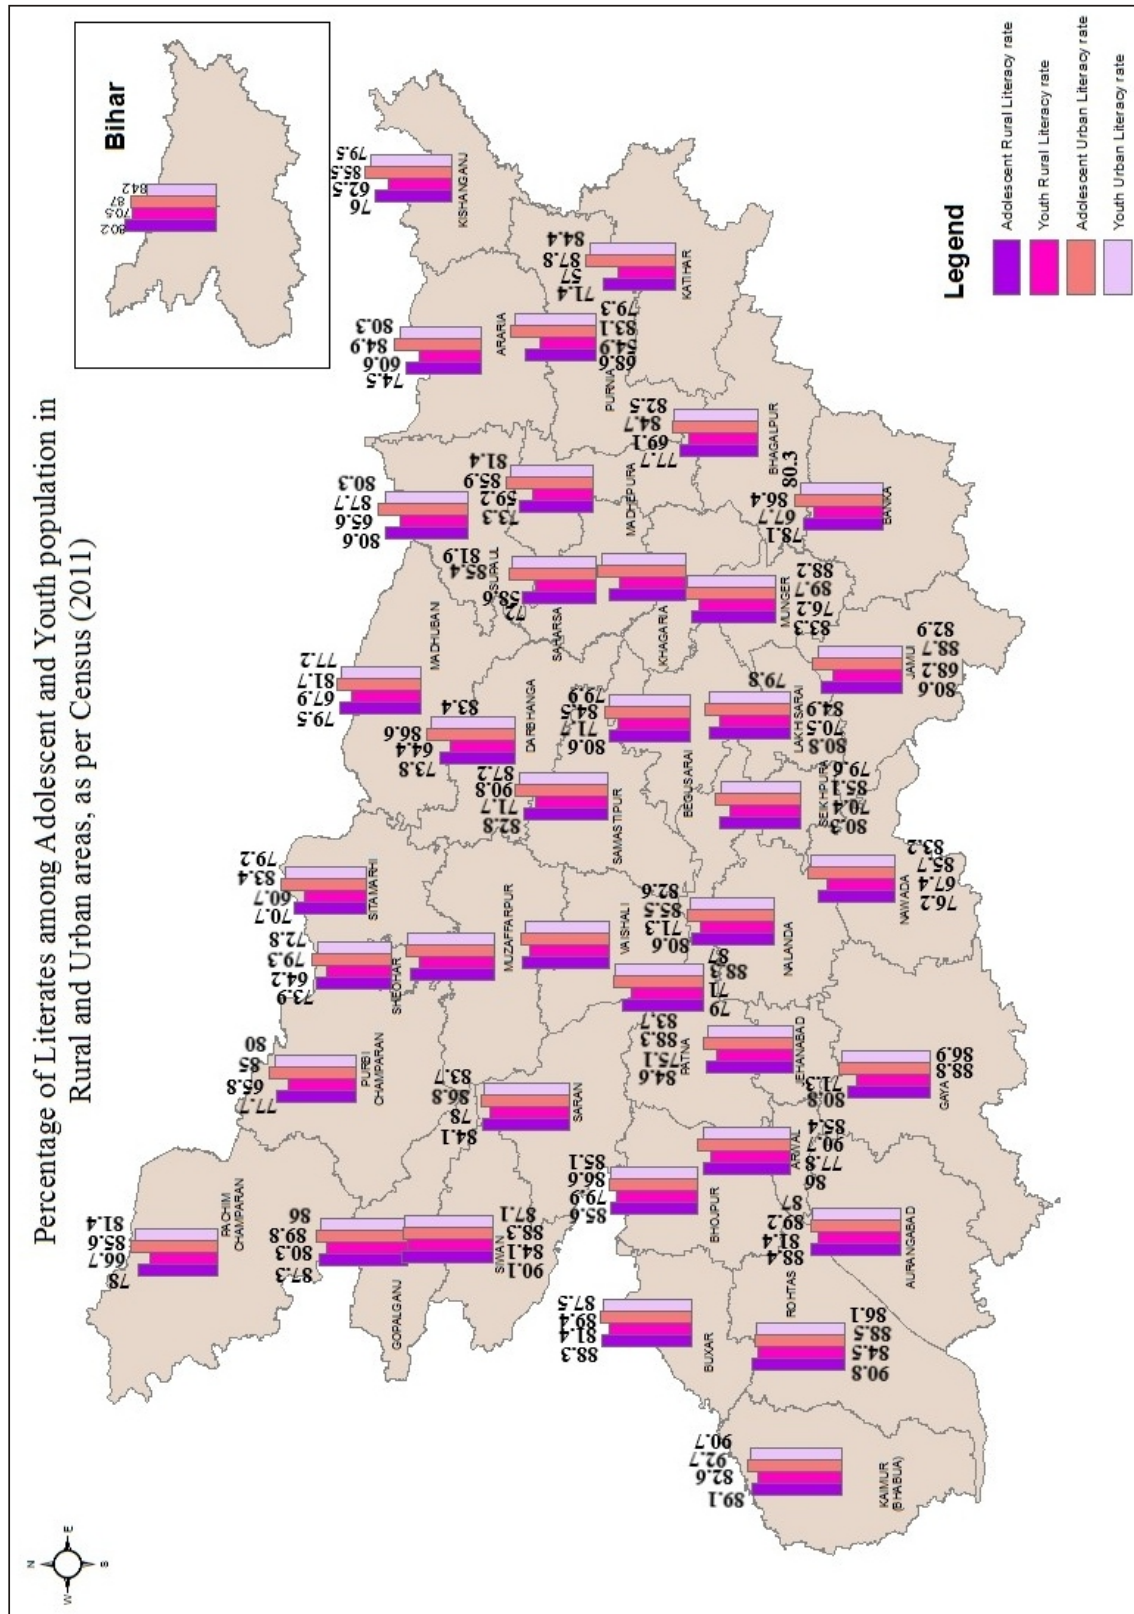 Percentage of Literates among Adolescent and Youth population in
Rural and Urban areas, as per Census (2011)
N
W
E
S
Bihar
80.2
70.5
87
84.2
PACHIM
CHAMPARAN
78
66.7
85.6
81.4
PURBI
CHAMPARAN
77.7
65.8
85
80
SHEOHAR
73.9
64.2
79.3
72.8
SITAMARHI
70.7
60.7
83.4
79.2
MADHUBANI
79.5
67.9
81.7
77.2
SUPAUL
80.6
65.6
87.7
80.3
ARARIA
74.5
60.6
84.9
80.3
KISHANGANJ
76
62.5
85.5
79.5
GOPALGANJ
87.3
80.3
89.8
86
SIWAN
90.1
84.1
88.3
87.1
SARAN
84.1
78
86.8
83.7
MUZAFFARPUR
VAISHALI
DARBHANGA
73.8
64.4
86.6
83.4
SAMASTIPUR
82.8
71.7
90.8
87.2
SAHARSA
72
58.6
85.4
81.9
MADHEPURA
73.3
59.2
85.9
81.4
PURNIA
68.6
54.9
83.1
79.3
KATIHAR
71.4
57
87.8
84.4
BEGUSARAI
80.6
71.7
84.5
79.9
KHAGARIA
BHAGALPUR
77.7
69.1
84.7
82.5
BANKA
78.1
67.7
86.4
80.3
MUNGER
83.3
76.2
89.7
88.2
LAKHISARAI
80.8
70.5
84.9
79.8
SEIKHPURA
80.3
70.4
85.1
79.6
JAMUI
80.6
68.2
88.7
82.9
NALANDA
80.6
71.3
85.5
82.6
NAWADA
76.2
67.4
85.7
83.2
PATNA
79
71
88.3
87
JEHANABAD
84.6
75.1
88.3
83.7
GAYA
80.8
71.3
88.8
86.9
ARWAL
86
77.8
90.7
85.4
BHOJPUR
85.6
79.9
86.6
85.1
BUXAR
88.3
81.4
89.4
87.5
ROHTAS
90.8
84.5
88.5
86.1
AURANGABAD
88.4
81.4
89.2
87
KAIMUR
(BHABUA)
89.1
82.6
92.7
90.7
Legend
Adolescent Rural Literacy rate
Youth Rural Literacy rate
Adolescent Urban Literacy rate
Youth Urban Literacy rate